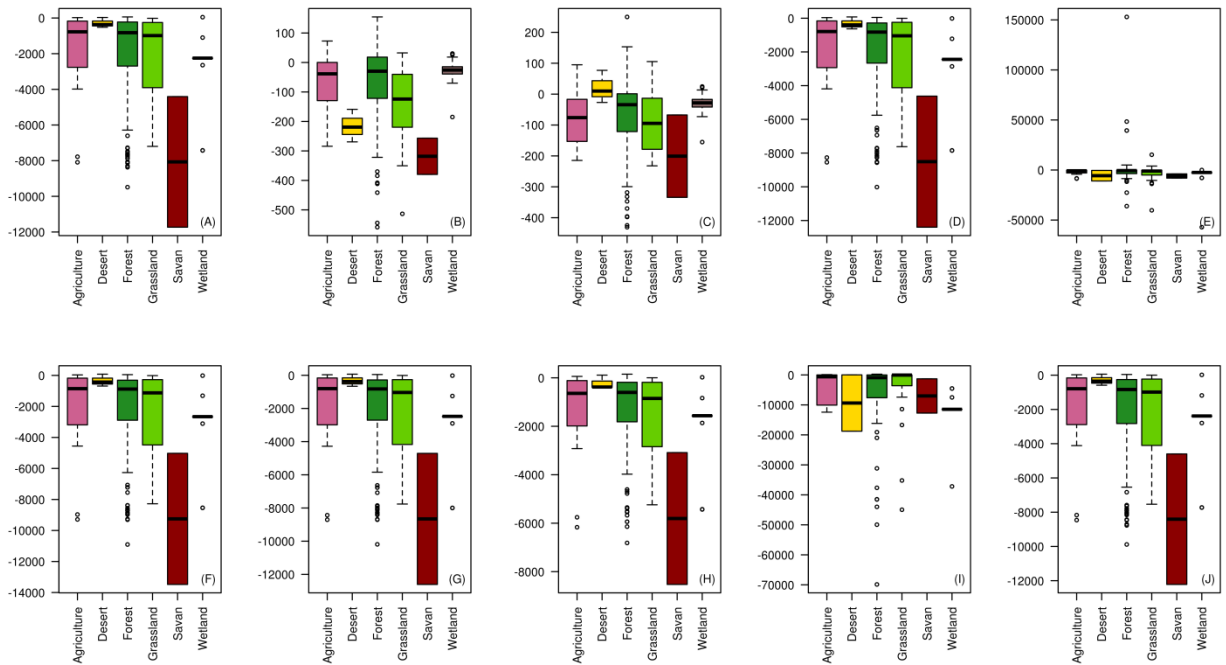 0
-2000
-4000
-6000
-8000
-10000
-12000
(A)
Agriculture
Desert
Forest
Grassland
Savan
Wetland
100
0
-100
-200
-300
-400
-500
(B)
Agriculture
Desert
Forest
Grassland
Savan
Wetland
200
100
0
-100
-200
-300
-400
(C)
Agriculture
Desert
Forest
Grassland
Savan
Wetland
0
-2000
-4000
-6000
-8000
-10000
-12000
(D)
Agriculture
Desert
Forest
Grassland
Savan
Wetland
150000
100000
50000
0
-50000
(E)
Agriculture
Desert
Forest
Grassland
Savan
Wetland
0
-2000
-4000
-6000
-8000
-10000
-12000
-14000
(F)
Agriculture
Desert
Forest
Grassland
Savan
Wetland
0
-2000
-4000
-6000
-8000
-10000
-12000
(G)
Agriculture
Desert
Forest
Grassland
Savan
Wetland
0
-2000
-4000
-6000
-8000
(H)
Agriculture
Desert
Forest
Grassland
Savan
Wetland
0
-10000
-20000
-30000
-40000
-50000
-60000
-70000
(I)
Agriculture
Desert
Forest
Grassland
Savan
Wetland
0
-2000
-4000
-6000
-8000
-10000
-12000
(J)
Agriculture
Desert
Forest
Grassland
Savan
Wetland